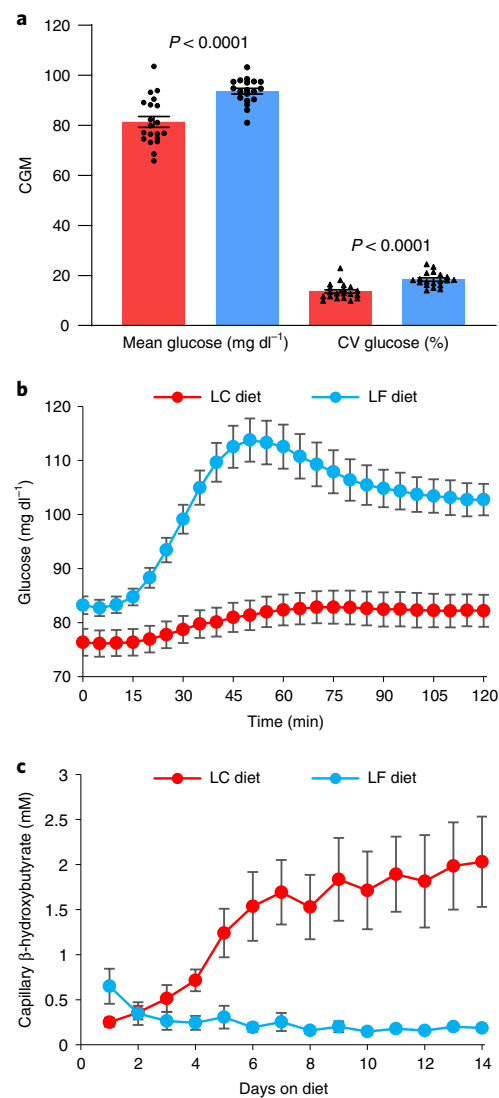 a
120
100
80
60
40
20
0
CGM
P < 0.0001
P < 0.0001
Mean glucose (mg dl⁻¹)
CV glucose (%)
b
LC diet
LF diet
120
110
100
90
80
70
Glucose (mg dl⁻¹)
0 15 30 45 60 75 90 105 120
Time (min)
c
LC diet
LF diet
3
2.5
2
1.5
1
0.5
0
Capillary β-hydroxybutyrate (mM)
0 2 4 6 8 10 12 14
Days on diet